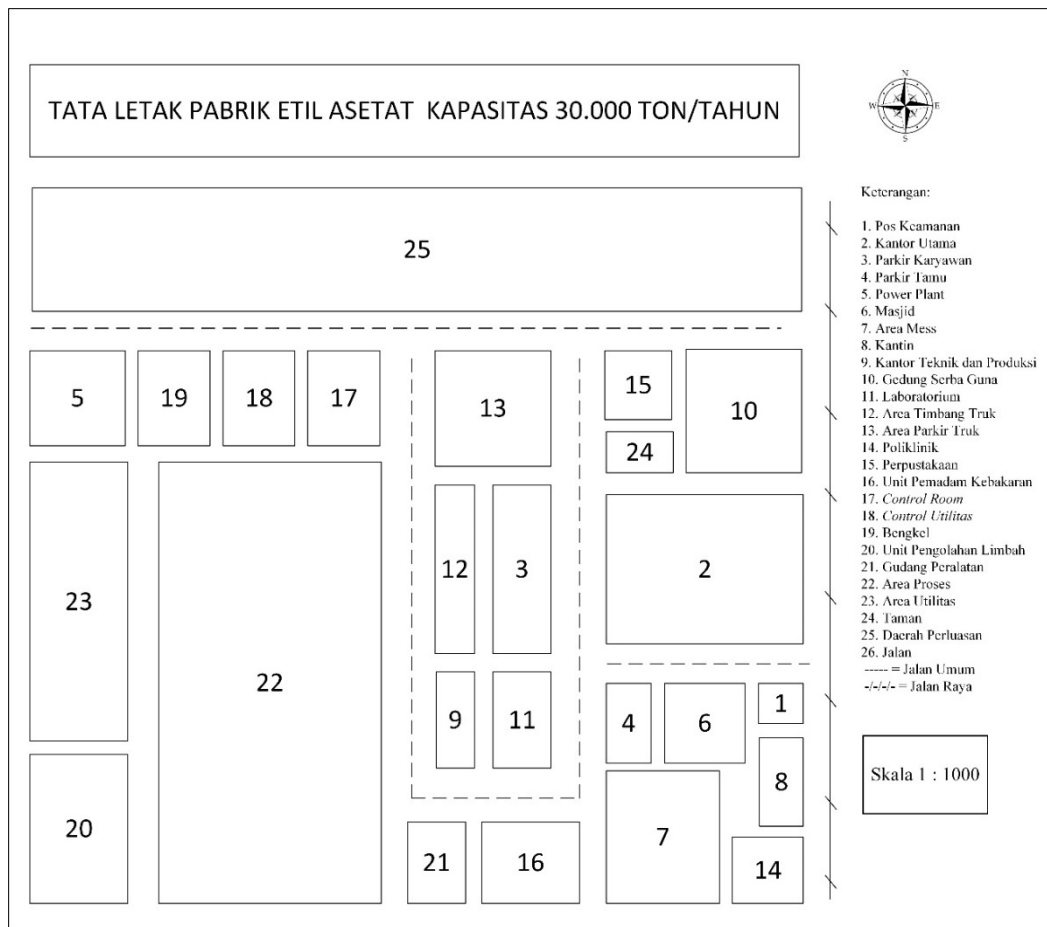 TATA LETAK PABRIK ETIL ASETAT KAPASITAS 30.000 TON/TAHUN
N
W E
S
Keterangan:
1. Pos Keamanan
2. Kantor Utama
3. Parkir Karyawan
4. Parkir Tamu
5. Power Plant
6. Masjid
7. Area Mess
8. Kantin
9. Kantor Teknik dan Produksi
10. Gedung Serba Guna
11. Laboratorium
12. Area Timbang Truk
13. Area Parkir Truk
14. Poliklinik
15. Perpustakaan
16. Unit Pemadam Kebakaran
17. Control Room
18. Control Utilitas
19. Bengkel
20. Unit Pengolahan Limbah
21. Gudang Peralatan
22. Area Proses
23. Area Utilitas
24. Taman
25. Daerah Perluasan
26. Jalan
----- = Jalan Umum
-/-/-/- = Jalan Raya
Skala 1 : 1000
25
5 19 18 17 13 15 10
24
23 22 12 3 2
9 11 4 6 1
8
20 21 16 7 14